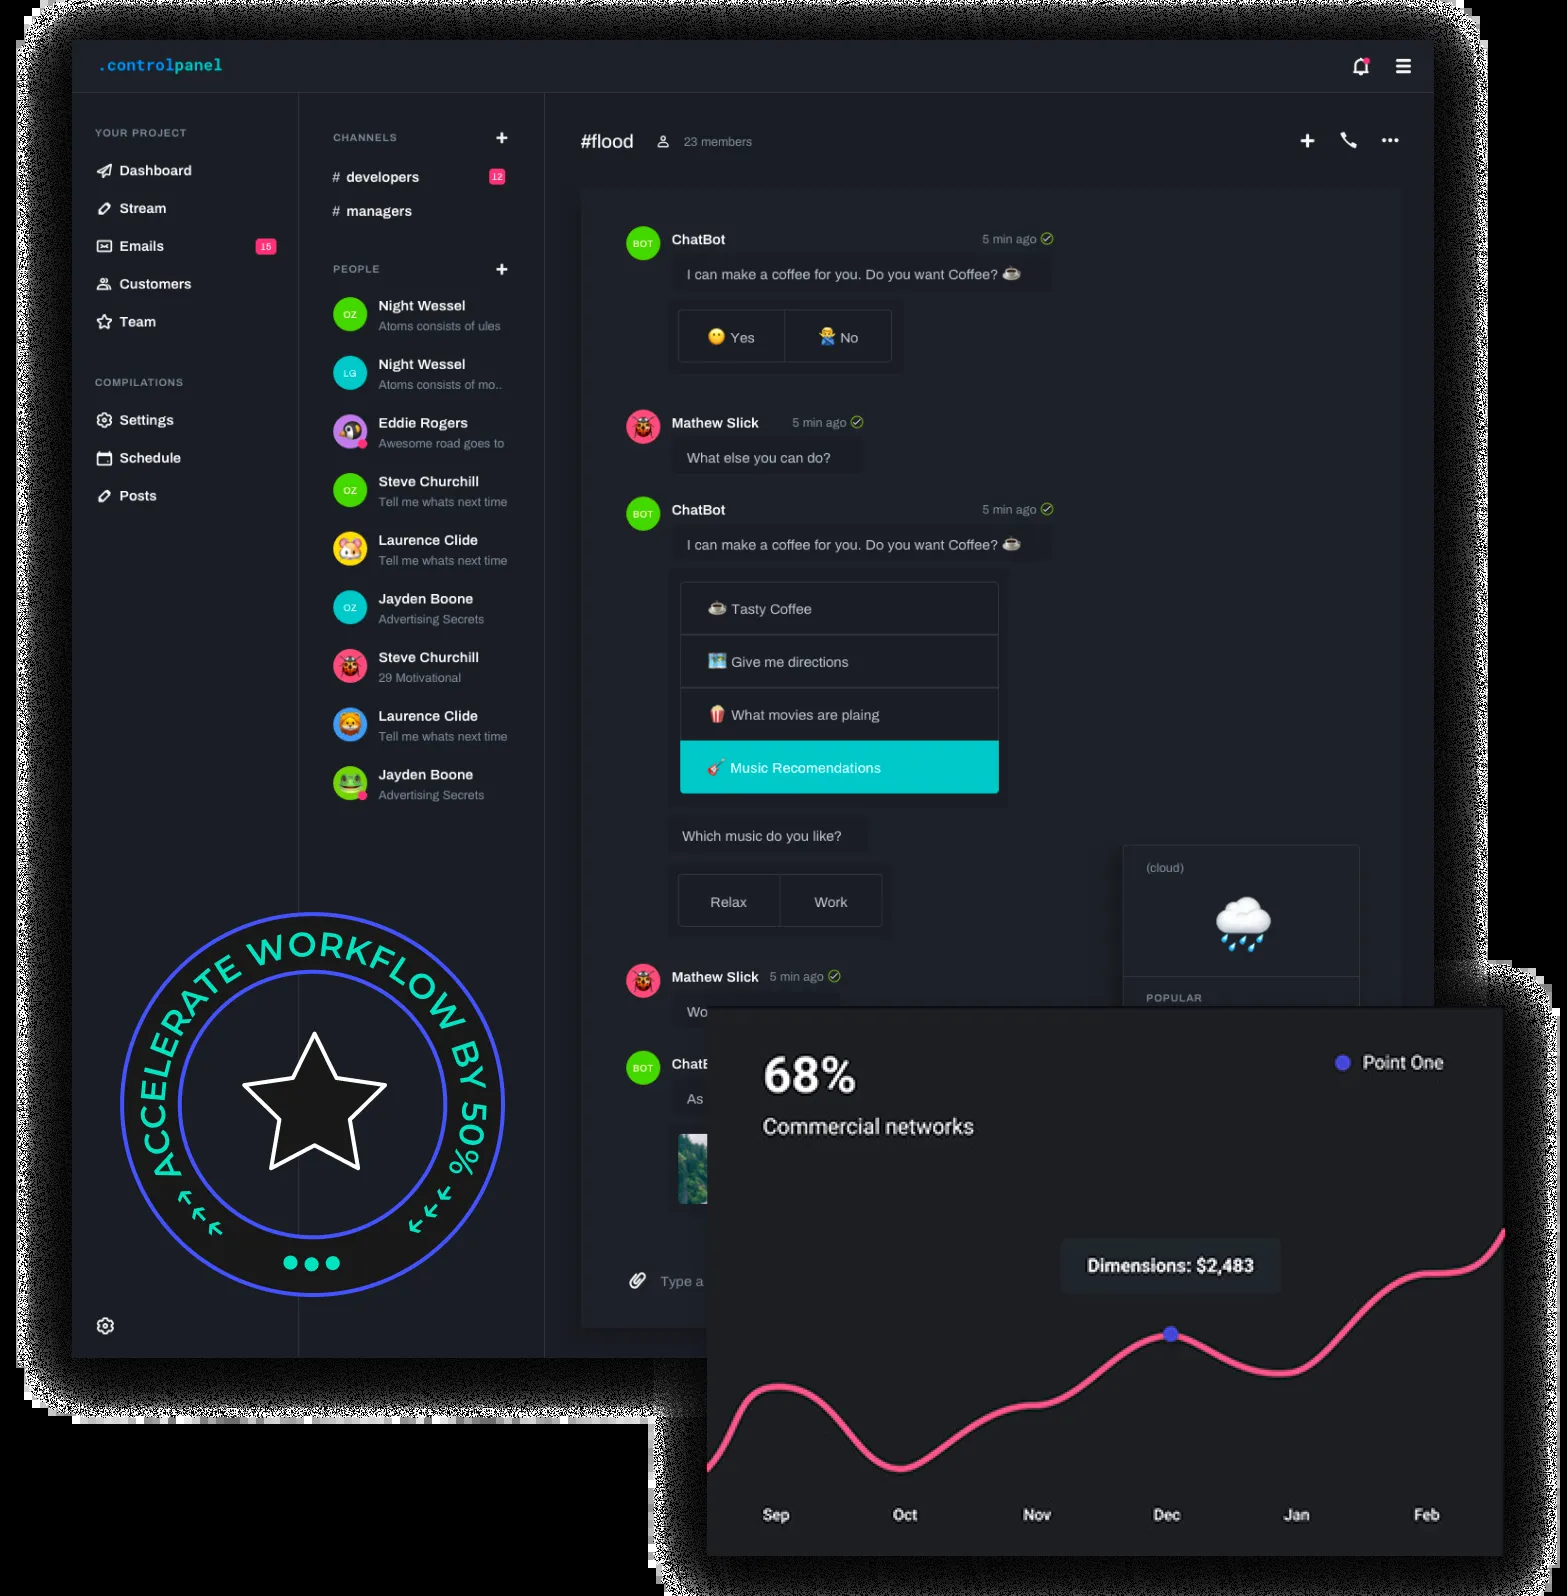 .controlpanel
YOUR PROJECT
Dashboard
Stream
Emails 15
Customers
Team
COMPILATIONS
Settings
Schedule
Posts
CHANNELS
# developers 12
# managers
PEOPLE
OZ Night Wessel
Atoms consists of ules
LG Night Wessel
Atoms consists of mo..
Eddie Rogers
Awesome road goes to
OZ Steve Churchill
Tell me whats next time
Laurence Clide
Tell me whats next time
OZ Jayden Boone
Advertising Secrets
Steve Churchill
29 Motivational
Laurence Clide
Tell me whats next time
Jayden Boone
Advertising Secrets
#flood 23 members
BOT ChatBot 5 min ago
I can make a coffee for you. Do you want Coffee?
Yes No
Mathew Slick 5 min ago
What else you can do?
BOT ChatBot 5 min ago
I can make a coffee for you. Do you want Coffee?
Tasty Coffee
Give me directions
What movies are plaing
Music Recomendations
Which music do you like?
Relax Work
Mathew Slick 5 min ago
Wo
BOT ChatB
As
Type a
(cloud)
POPULAR
ACCELERATE WORKFLOW BY 50%
68%
Commercial networks
Point One
Dimensions: $2,483
Sep Oct Nov Dec Jan Feb